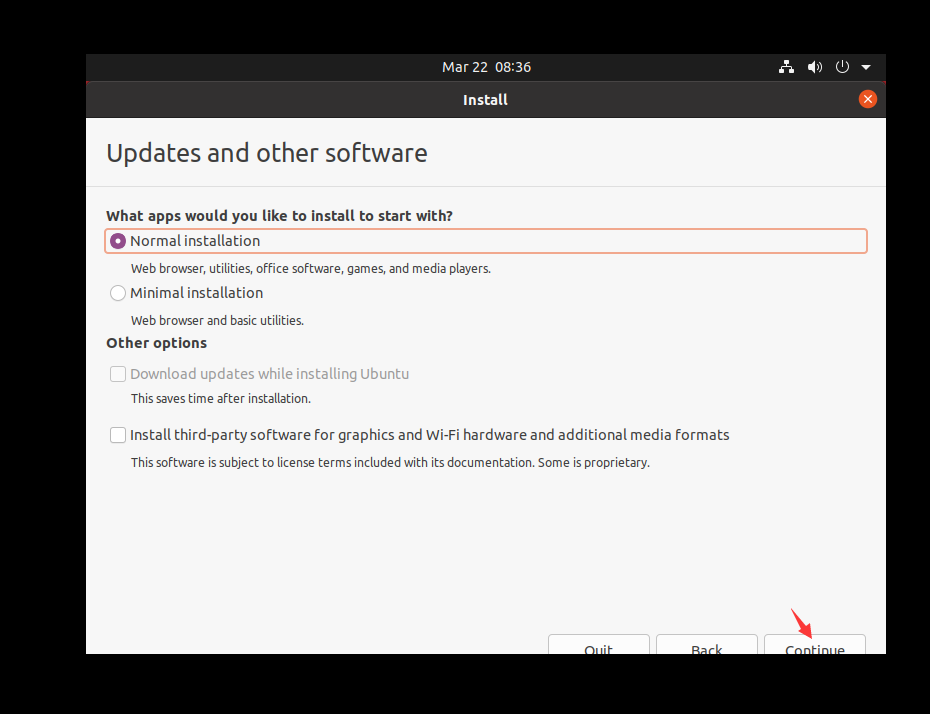 Mar 22 08:36
Install
Updates and other software
What apps would you like to install to start with?
Normal installation
Web browser, utilities, office software, games, and media players.
Minimal installation
Web browser and basic utilities.
Other options
Download updates while installing Ubuntu
This saves time after installation.
Install third-party software for graphics and Wi-Fi hardware and additional media formats
This software is subject to license terms included with its documentation. Some is proprietary.
Quit Back Continue